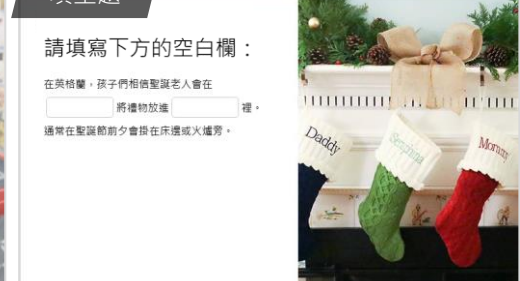 填空題
請填寫下方的空白欄：
在英格蘭，孩子們相信聖誕老人會在
將禮物放進 裡。
通常在聖誕節前夕會掛在床邊或火爐旁。
Daddy
Seraphina
Mommy